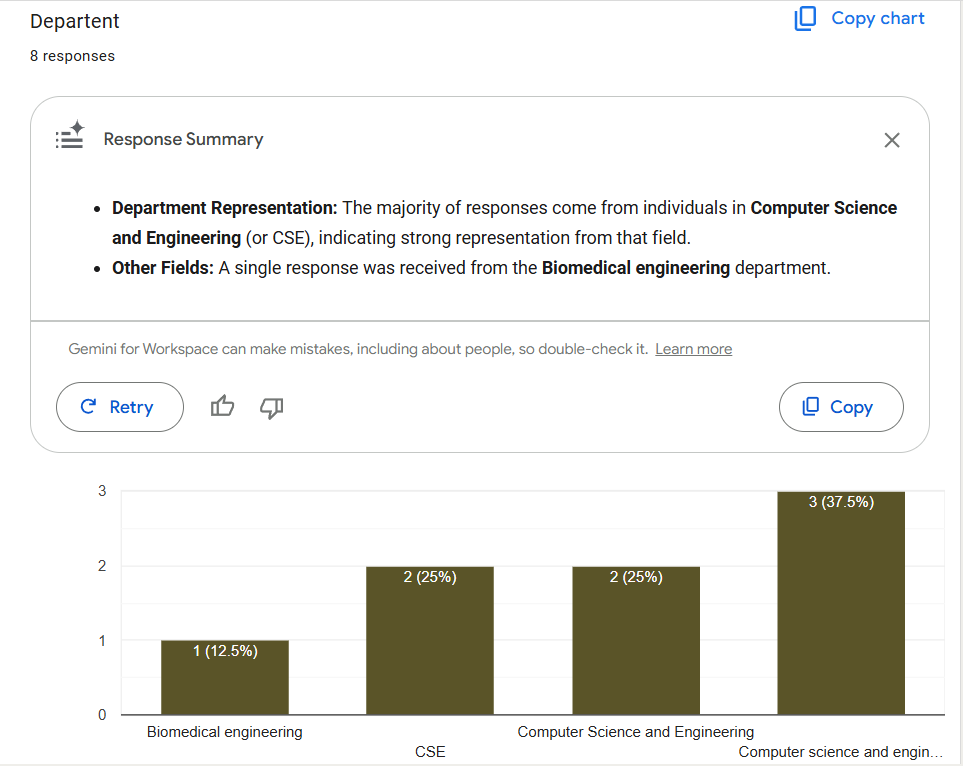 Departent
Copy chart
8 responses
Response Summary
Department Representation: The majority of responses come from individuals in Computer Science
and Engineering (or CSE), indicating strong representation from that field.
Other Fields: A single response was received from the Biomedical engineering department.
Gemini for Workspace can make mistakes, including about people, so double-check it. Learn more
Retry
Copy
3
2
1
0
1 (12.5%)
2 (25%)
2 (25%)
3 (37.5%)
Biomedical engineering
CSE
Computer Science and Engineering
Computer science and engin…